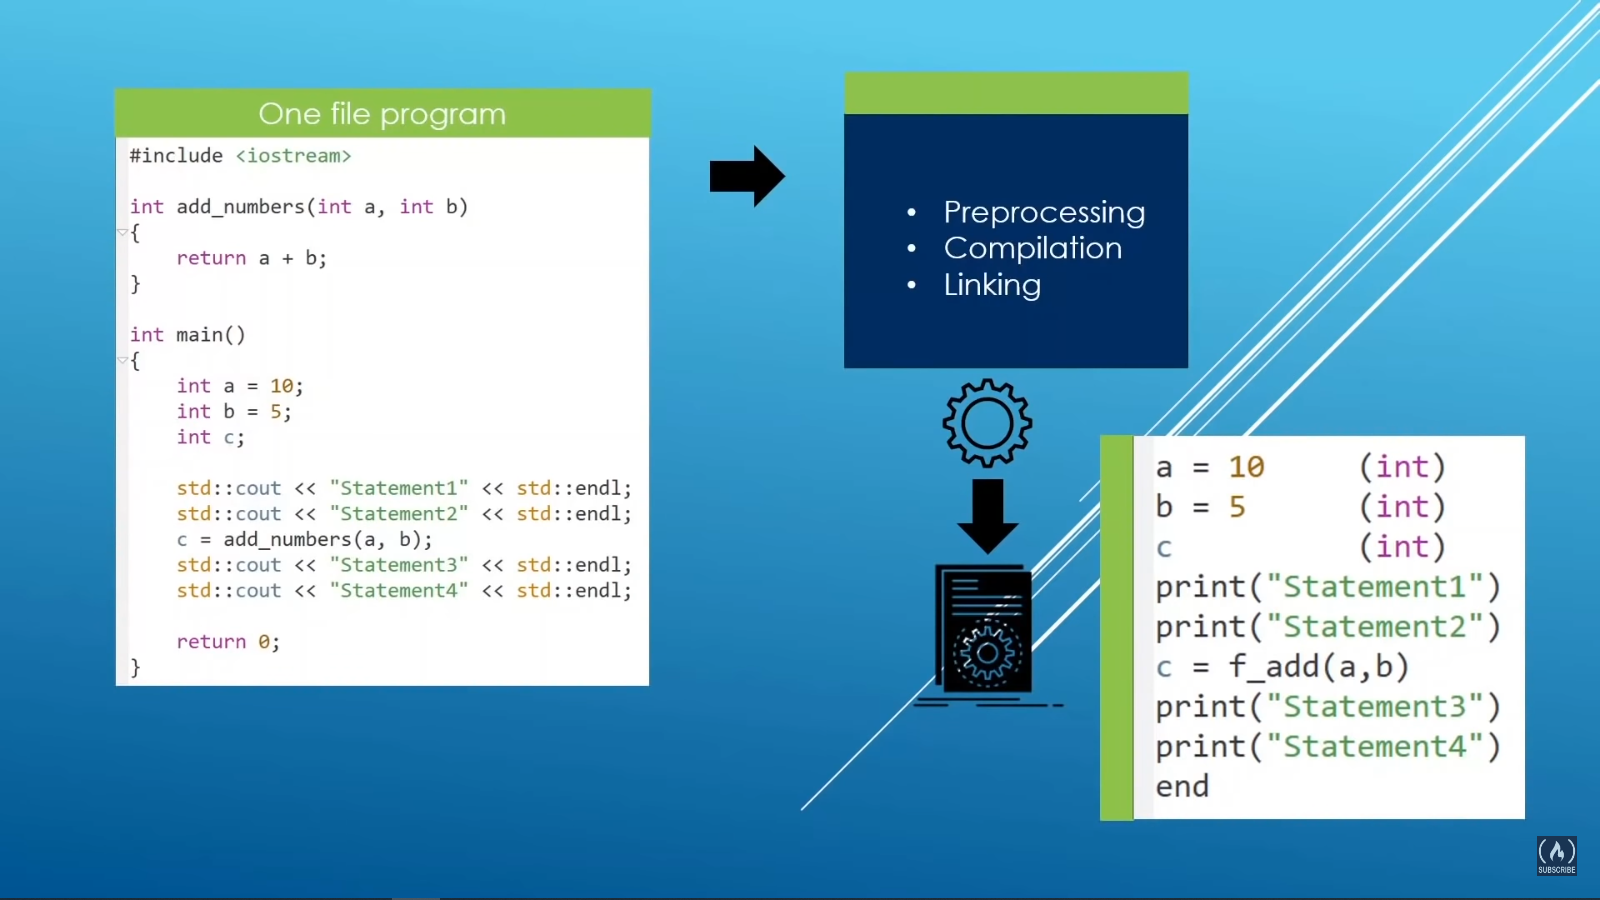 One file program
#include <iostream>
int add_numbers(int a, int b)
{
return a + b;
}
int main()
{
int a = 10;
int b = 5;
int c;
std::cout << "Statement1" << std::endl;
std::cout << "Statement2" << std::endl;
c = add_numbers(a, b);
std::cout << "Statement3" << std::endl;
std::cout << "Statement4" << std::endl;
return 0;
}
• Preprocessing
• Compilation
• Linking
a = 10 (int)
b = 5 (int)
c (int)
print("Statement1")
print("Statement2")
c = f_add(a,b)
print("Statement3")
print("Statement4")
end
SUBSCRIBE